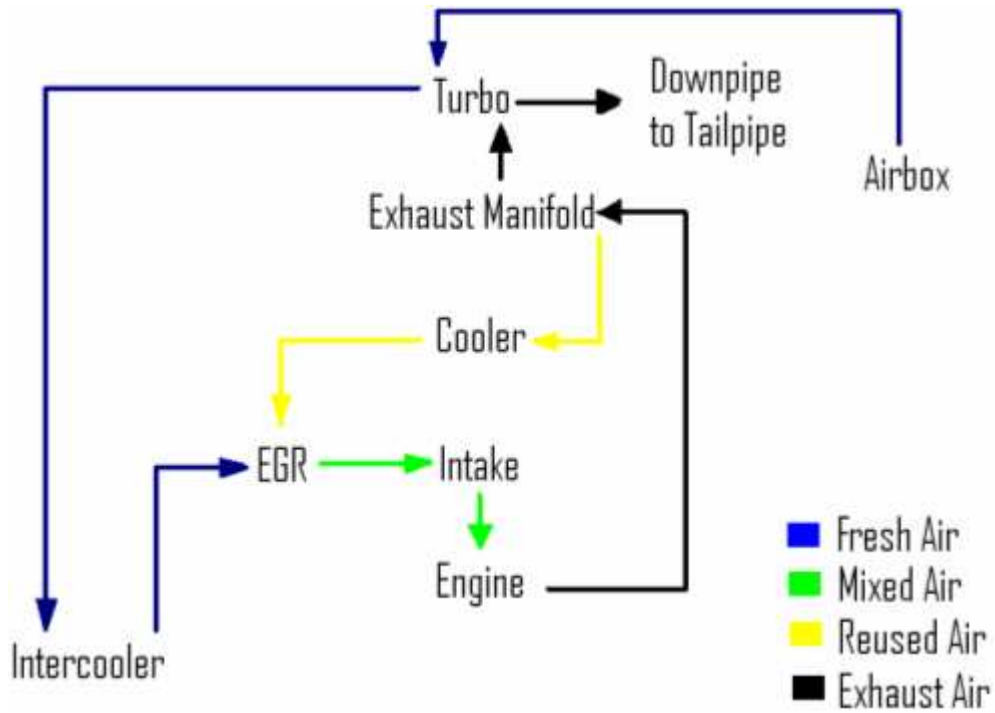 Turbo
Downpipe
to Tailpipe
Airbox
Exhaust Manifold
Cooler
EGR
Intake
Engine
Intercooler
Fresh Air
Mixed Air
Reused Air
Exhaust Air